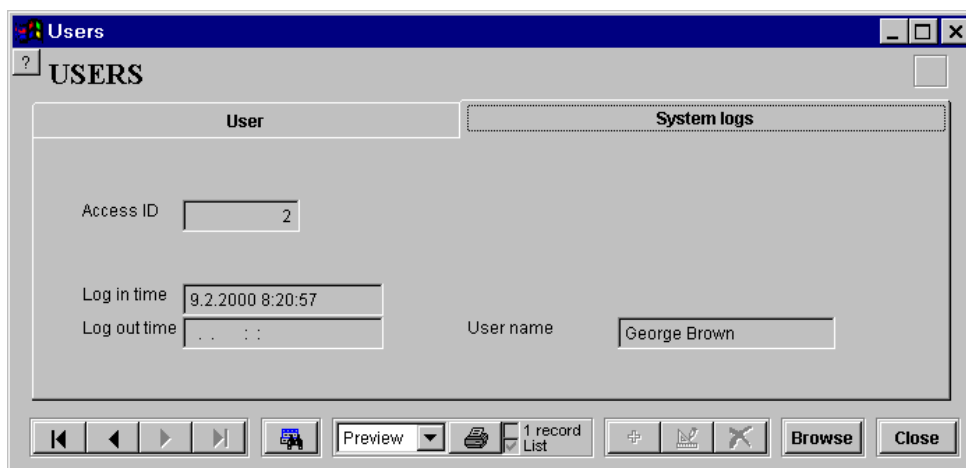 Users
?
USERS
User
System logs
Access ID
2
Log in time
9.2.2000 8:20:57
Log out time
. .    : :
User name
George Brown
Preview
1 record
List
Browse
Close